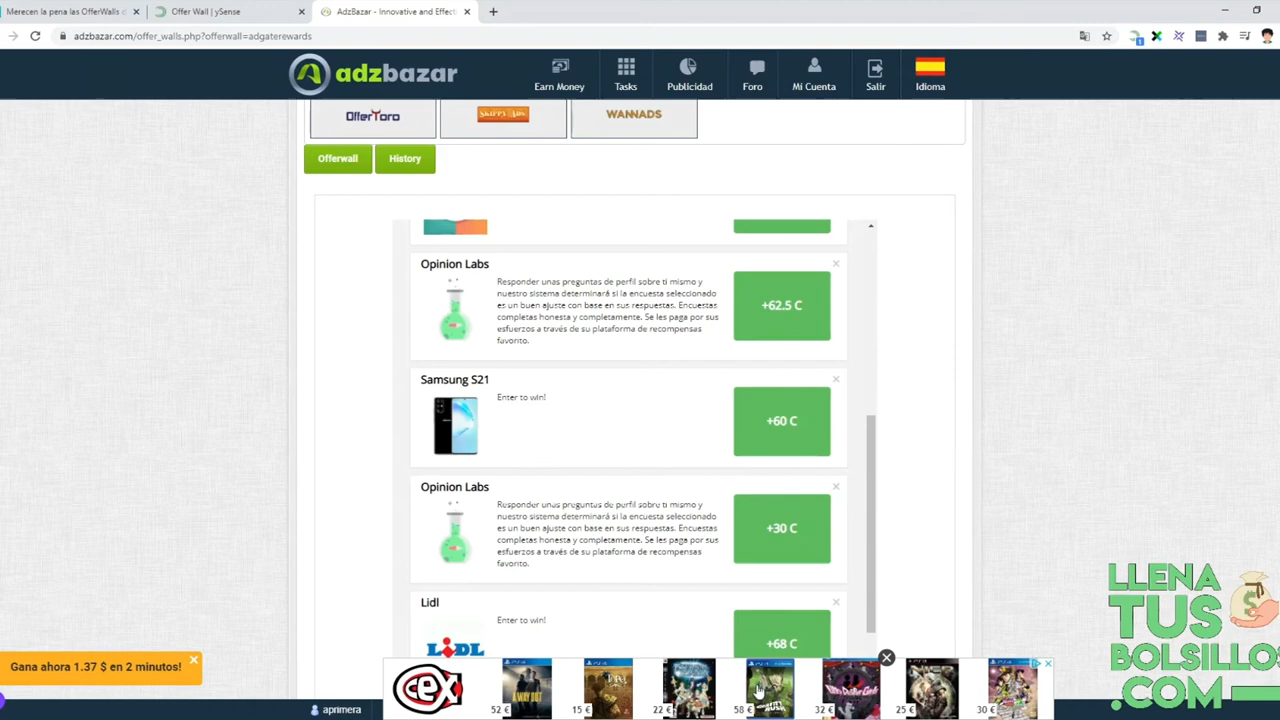 Merecen la pena las OfferWalls d
Offer Wall | ySense
AdzBazar - Innovative and Effect
adzbazar.com/offer_walls.php?offerwall=adgaterewards
adzbazar
Earn Money
Tasks
Publicidad
Foro
Mi Cuenta
Salir
Idioma
OfferToro
SKIPPY ADS
WANNADS
Offerwall
History
Opinion Labs
Responder unas preguntas de perfil sobre ti mismo y
nuestro sistema determinará si la encuesta seleccionado
es un buen ajuste con base en sus respuestas. Encuestas
completas honesta y completamente. Se les paga por sus
esfuerzos a través de su plataforma de recompensas
favorito.
+62.5 C
Samsung S21
Enter to win!
+60 C
Opinion Labs
Responder unas preguntas de perfil sobre ti mismo y
nuestro sistema determinará si la encuesta seleccionado
es un buen ajuste con base en sus respuestas. Encuestas
completas honesta y completamente. Se les paga por sus
esfuerzos a través de su plataforma de recompensas
favorito.
+30 C
Lidl
Enter to win!
LIDL
+68 C
Gana ahora 1.37 $ en 2 minutos!
CEX
A WAY OUT
52 €
15 €
22 €
58 €
32 €
25 €
30 €
LLENA
TUS
BOLSILLOS
.COM
aprimera